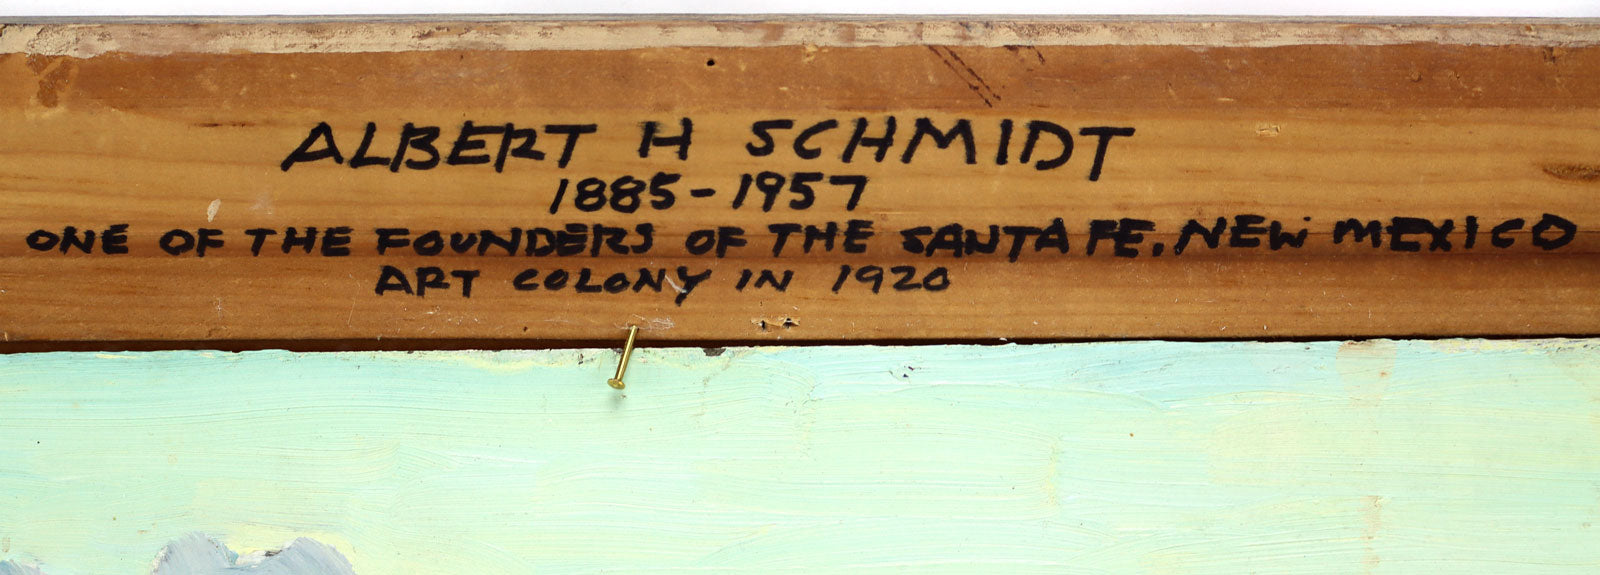 ALBERT H SCHMIDT
1885-1957
ONE OF THE FOUNDERS OF THE SANTA FE, NEW MEXICO
ART COLONY IN 1920